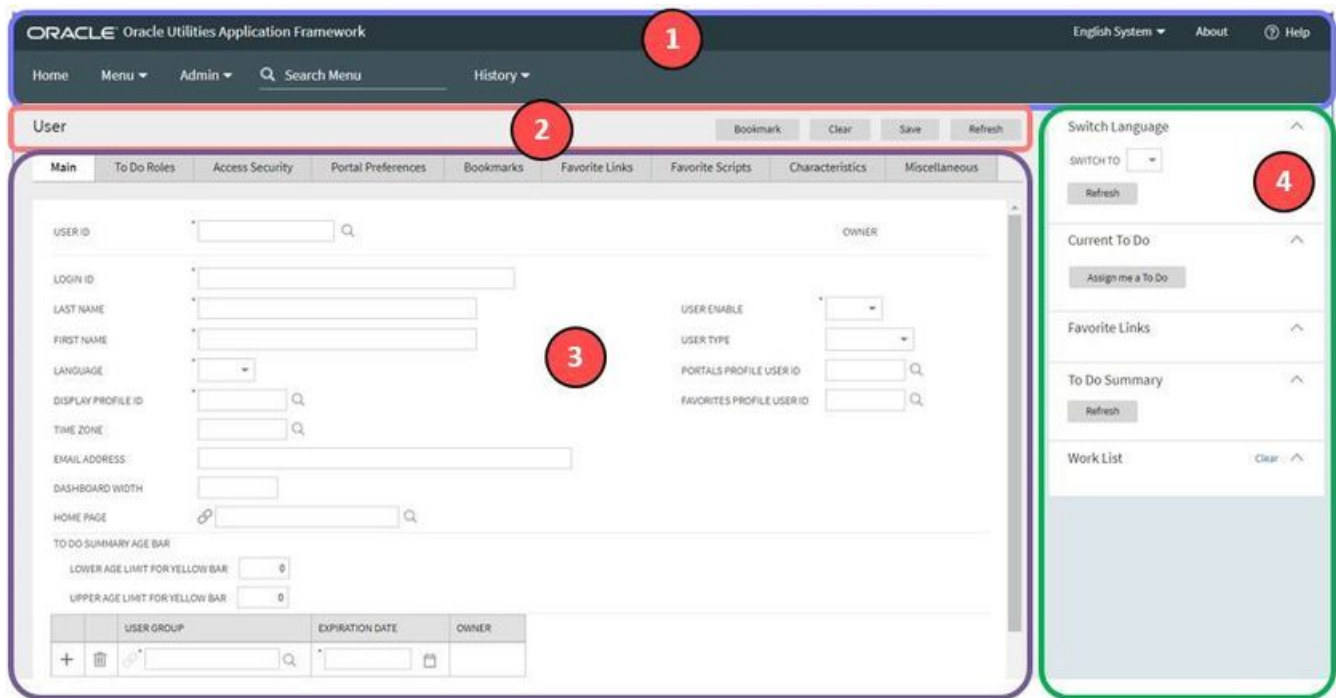 ORACLE Oracle Utilities Application Framework
English System About Help
1
Home Menu Admin Search Menu History
User
2
Bookmark Clear Save Refresh
Main To Do Roles Access Security Portal Preferences Bookmarks Favorite Links Favorite Scripts Characteristics Miscellaneous
USER ID * OWNER
LOGIN ID *
LAST NAME * USER ENABLE *
FIRST NAME * USER TYPE
3
LANGUAGE * PORTALS PROFILE USER ID
DISPLAY PROFILE ID * FAVORITES PROFILE USER ID
TIME ZONE
EMAIL ADDRESS
DASHBOARD WIDTH
HOME PAGE
TO DO SUMMARY AGE BAR
LOWER AGE LIMIT FOR YELLOW BAR 0
UPPER AGE LIMIT FOR YELLOW BAR 0
USER GROUP EXPIRATION DATE OWNER
+ * *
Switch Language
SWITCH TO
4
Refresh
Current To Do
Assign me a To Do
Favorite Links
To Do Summary
Refresh
Work List Clear